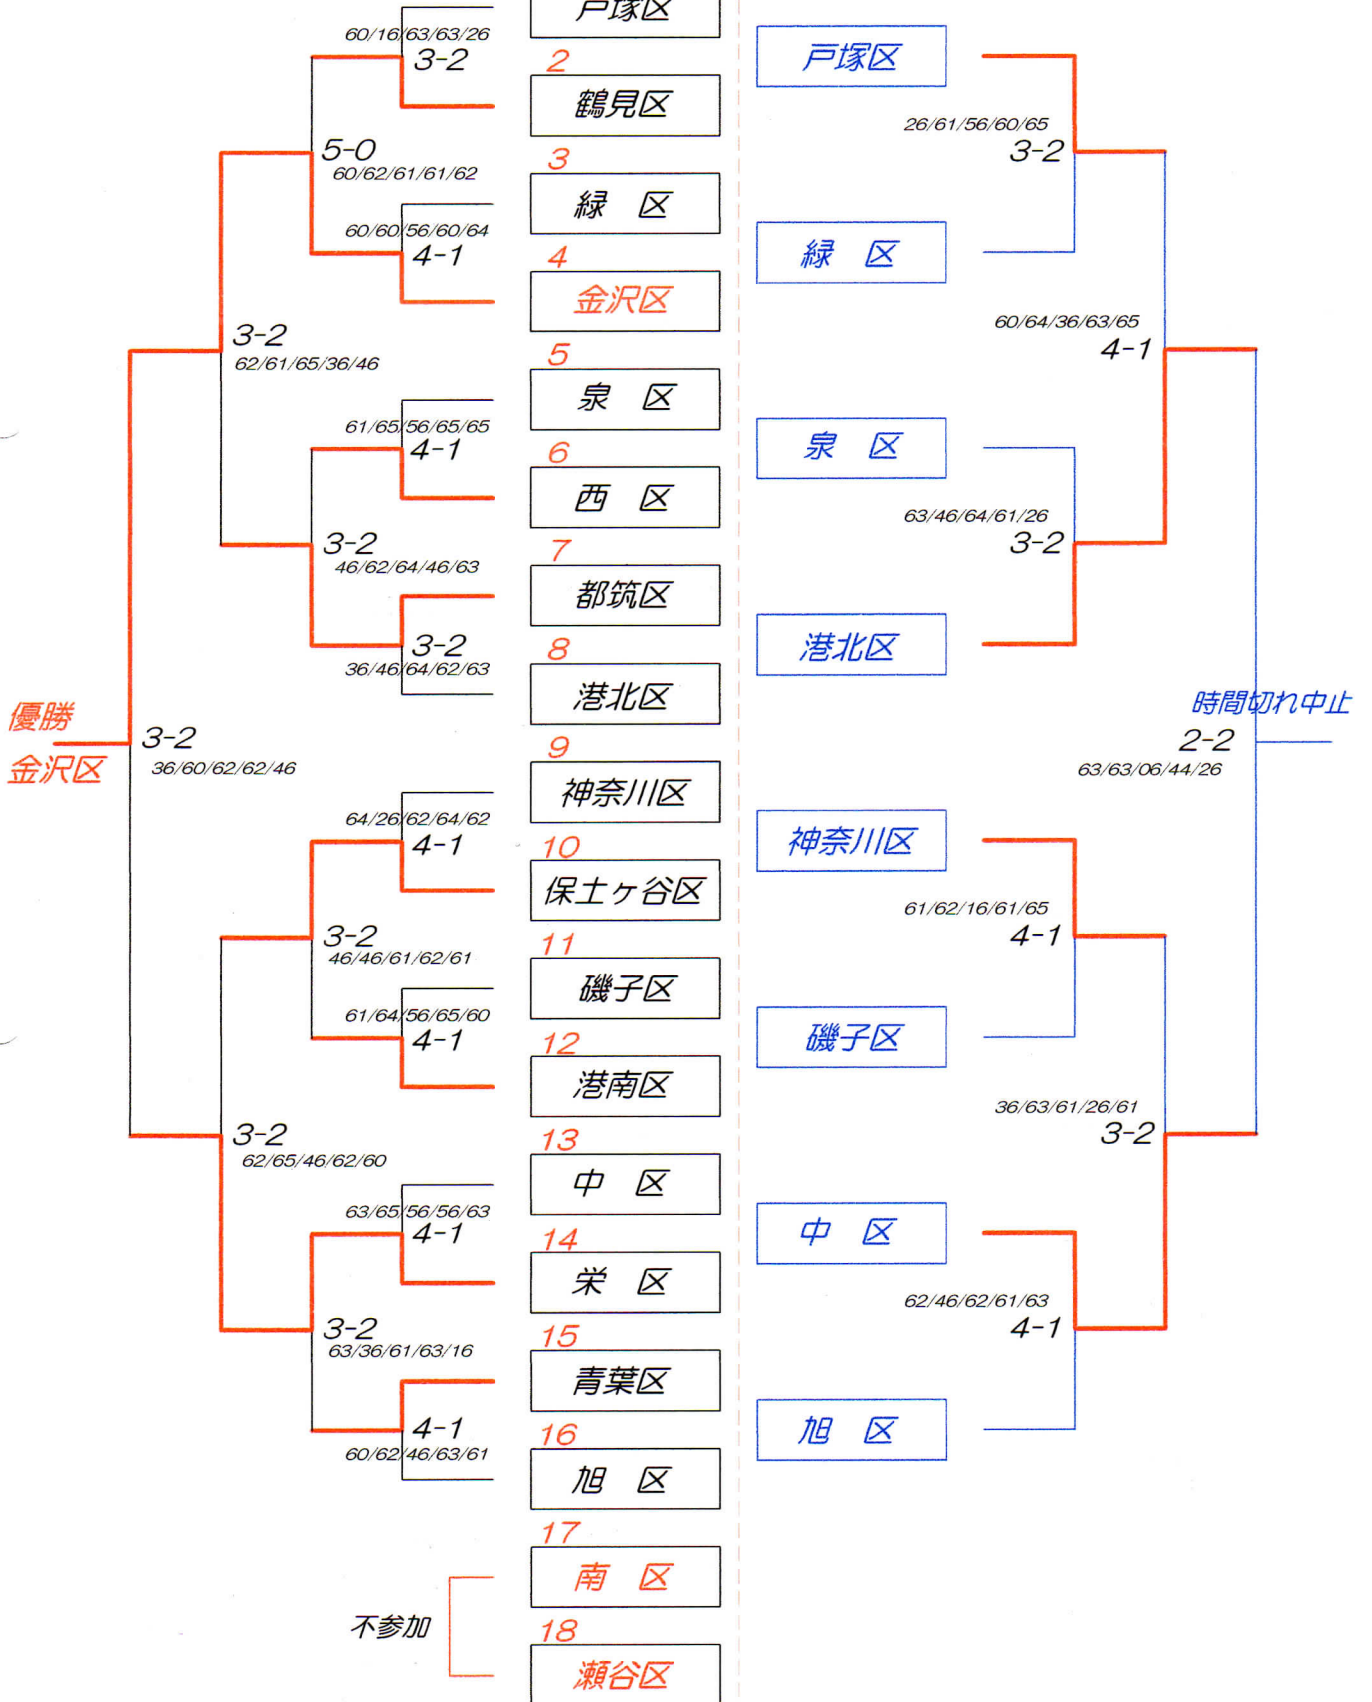 戸塚区
60/16/63/63/26
3-2
2
鶴見区
5-0
60/62/61/61/62
3
緑 区
60/60/56/60/64
4-1
4
金沢区
3-2
62/61/65/36/46
5
泉 区
61/65/56/65/65
4-1
6
西 区
3-2
46/62/64/46/63
7
都筑区
3-2
36/46/64/62/63
8
港北区
優勝
金沢区
3-2
36/60/62/62/46
9
神奈川区
64/26/62/64/62
4-1
10
保土ヶ谷区
3-2
46/46/61/62/61
11
磯子区
61/64/56/65/60
4-1
12
港南区
3-2
62/65/46/62/60
13
中 区
63/65/56/56/63
4-1
14
栄 区
3-2
63/36/61/63/16
15
青葉区
4-1
60/62/46/63/61
16
旭 区
17
南 区
不参加
18
瀬谷区
戸塚区
26/61/56/60/65
3-2
緑 区
60/64/36/63/65
4-1
泉 区
63/46/64/61/26
3-2
港北区
時間切れ中止
2-2
63/63/06/44/26
神奈川区
61/62/16/61/65
4-1
磯子区
36/63/61/26/61
3-2
中 区
62/46/62/61/63
4-1
旭 区